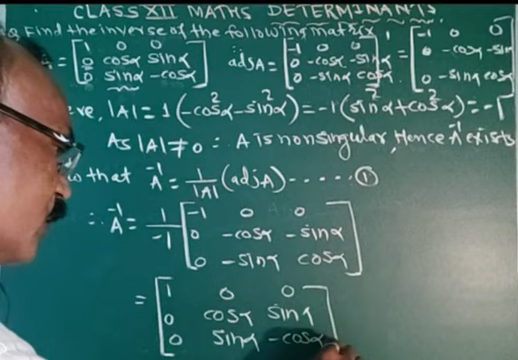 CLASS XII MATHS DETERMINANTS
Find the inverse of the following matrix
= [1 0 0; 0 cosα sinα; 0 sinα -cosα] adjA = [-1 0 0; 0 -cosα -sinα; 0 -sinα cosα] = [-1 0 0; 0 -cosα -sin; 0 -sinα cosα
|A| = 1(-cos²α - sin²α) = -1(sin²α + cos²α) = -1
As |A| ≠ 0 ∴ A is nonsingular, Hence A⁻¹ exists
that A⁻¹ = 1/|A| (adjA) ..... ①
∴ A⁻¹ = 1/-1 [-1 0 0; 0 -cosα -sinα; 0 -sinα cosα]
= [1 0 0; 0 cosα sinα; 0 sinα -cosα]